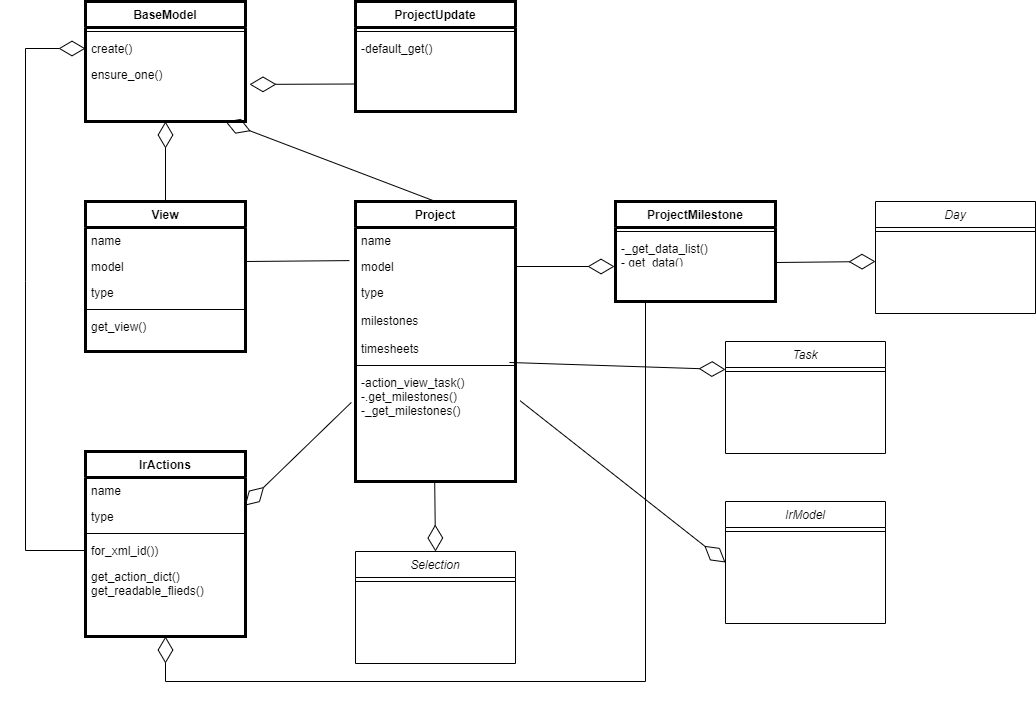 BaseModel
create()
ensure_one()
ProjectUpdate
-default_get()
View
name
model
type
get_view()
Project
name
model
type
milestones
timesheets
-action_view_task()
-.get_milestones()
-_get_milestones()
ProjectMilestone
-_get_data_list()
-_get_data()
Day
Task
IrActions
name
type
for_xml_id())
get_action_dict()
get_readable_flieds()
Selection
IrModel